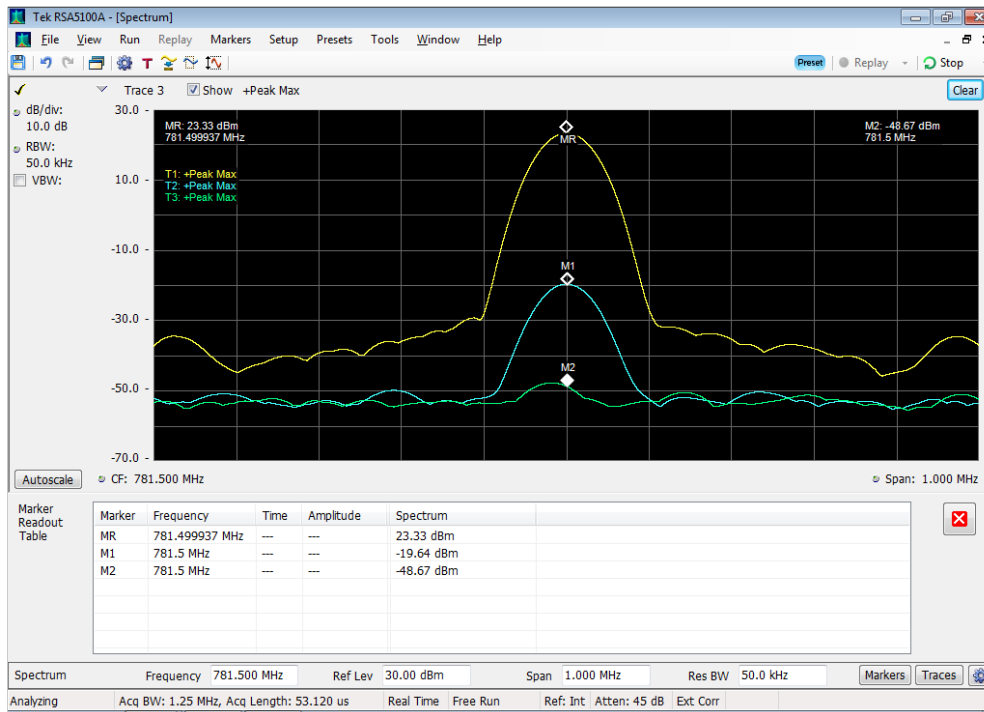 Tek RSA5100A - [Spectrum]
File View Run Replay Markers Setup Presets Tools Window Help
T Preset Replay Stop
Trace 3 Show +Peak Max Clear
dB/div:
10.0 dB
RBW:
50.0 kHz
VBW:
30.0
10.0
-10.0
-30.0
-50.0
-70.0
MR: 23.33 dBm
781.499937 MHz
M2: -48.67 dBm
781.5 MHz
T1: +Peak Max
T2: +Peak Max
T3: +Peak Max
MR
M1
M2
Autoscale CF: 781.500 MHz Span: 1.000 MHz
Marker
Readout
Table
Marker Frequency Time Amplitude Spectrum
MR 781.499937 MHz --- --- 23.33 dBm
M1 781.5 MHz --- --- -19.64 dBm
M2 781.5 MHz --- --- -48.67 dBm
Spectrum Frequency 781.500 MHz Ref Lev 30.00 dBm Span 1.000 MHz Res BW 50.0 kHz Markers Traces
Analyzing Acq BW: 1.25 MHz, Acq Length: 53.120 us Real Time Free Run Ref: Int Atten: 45 dB Ext Corr